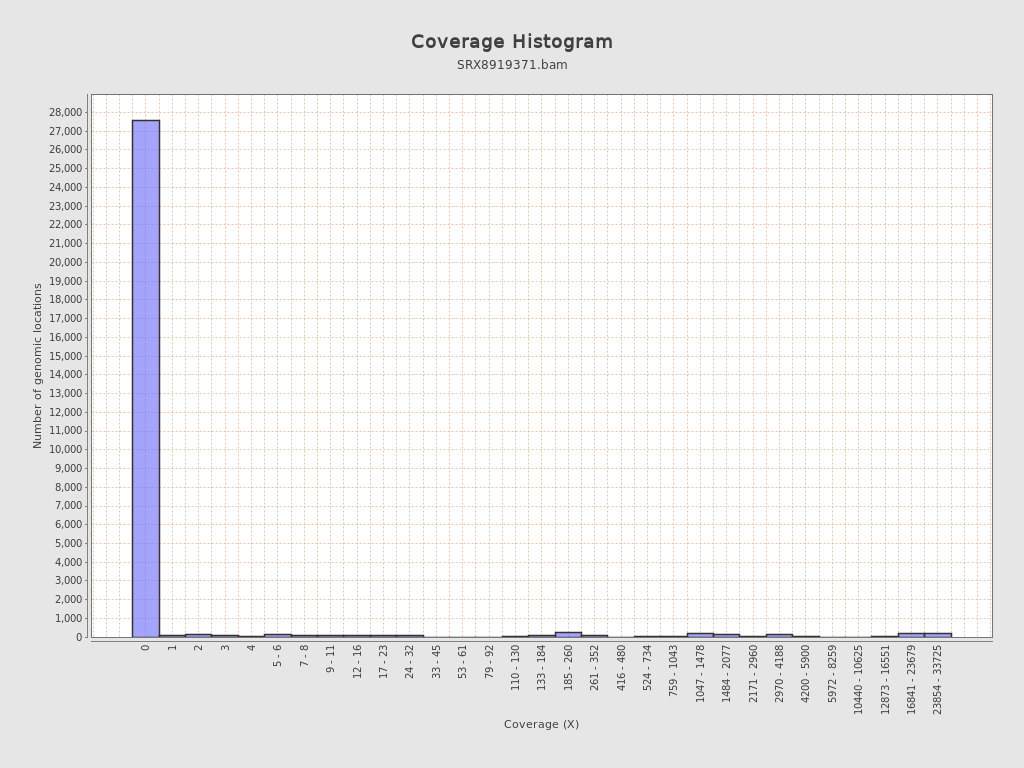 Coverage Histogram
SRX8919371.bam
Number of genomic locations
28,000
27,000
26,000
25,000
24,000
23,000
22,000
21,000
20,000
19,000
18,000
17,000
16,000
15,000
14,000
13,000
12,000
11,000
10,000
9,000
8,000
7,000
6,000
5,000
4,000
3,000
2,000
1,000
0
0
1
2
3
4
5 - 6
7 - 8
9 - 11
12 - 16
17 - 23
24 - 32
33 - 45
53 - 61
79 - 92
110 - 130
133 - 184
185 - 260
261 - 352
416 - 480
524 - 734
759 - 1043
1047 - 1478
1484 - 2077
2171 - 2960
2970 - 4188
4200 - 5900
5972 - 8259
10440 - 10625
12873 - 16551
16841 - 23679
23854 - 33725
Coverage (X)